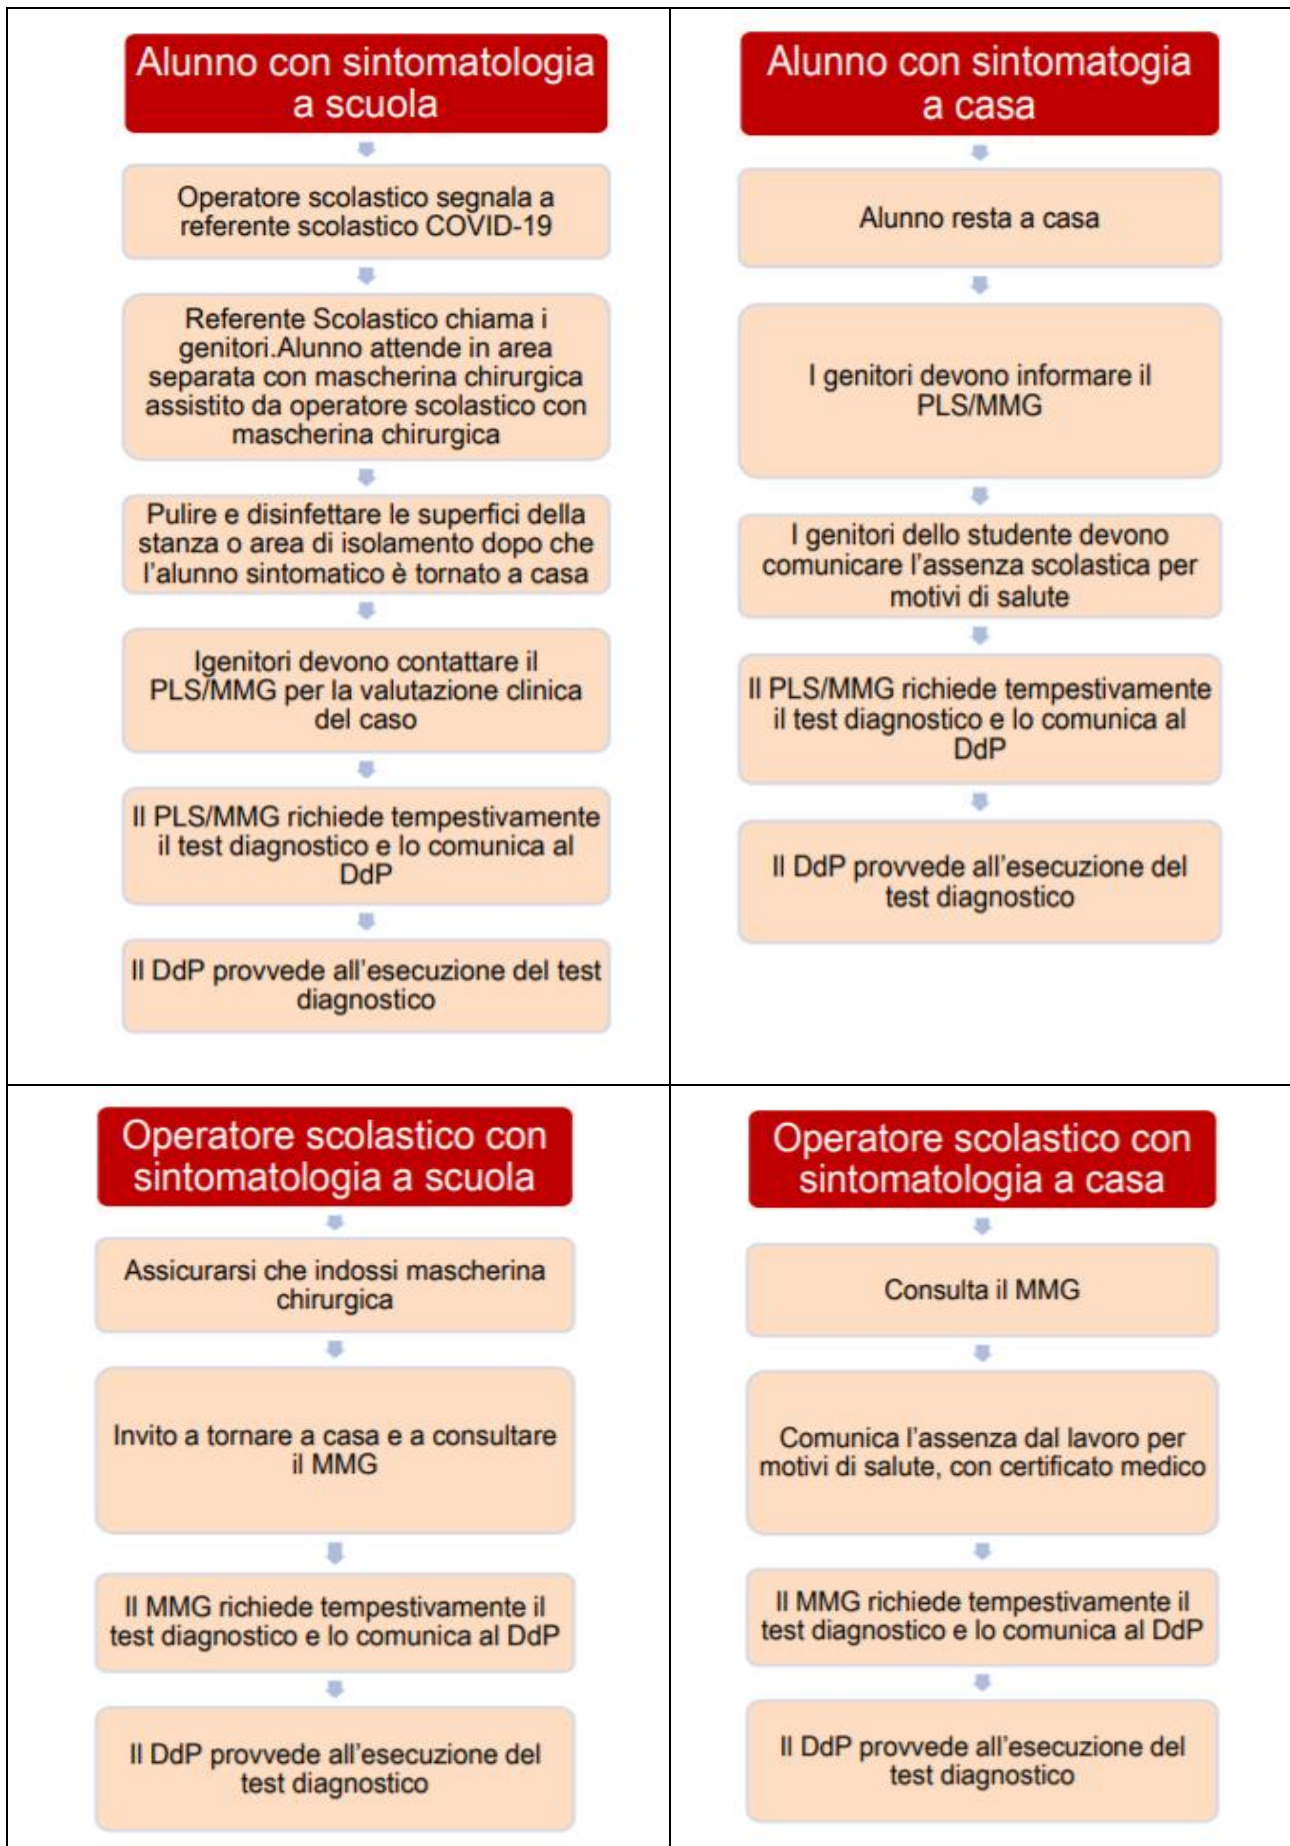 Alunno con sintomatologia
a scuola
Operatore scolastico segnala a
referente scolastico COVID-19
Referente Scolastico chiama i
genitori.Alunno attende in area
separata con mascherina chirurgica
assistito da operatore scolastico con
mascherina chirurgica
Pulire e disinfettare le superfici della
stanza o area di isolamento dopo che
l'alunno sintomatico è tornato a casa
Igenitori devono contattare il
PLS/MMG per la valutazione clinica
del caso
Il PLS/MMG richiede tempestivamente
il test diagnostico e lo comunica al
DdP
Il DdP provvede all'esecuzione del test
diagnostico
Alunno con sintomatogia
a casa
Alunno resta a casa
I genitori devono informare il
PLS/MMG
I genitori dello studente devono
comunicare l'assenza scolastica per
motivi di salute
Il PLS/MMG richiede tempestivamente
il test diagnostico e lo comunica al
DdP
Il DdP provvede all'esecuzione del
test diagnostico
Operatore scolastico con
sintomatologia a scuola
Assicurarsi che indossi mascherina
chirurgica
Invito a tornare a casa e a consultare
il MMG
Il MMG richiede tempestivamente il
test diagnostico e lo comunica al DdP
Il DdP provvede all'esecuzione del
test diagnostico
Operatore scolastico con
sintomatologia a casa
Consulta il MMG
Comunica l'assenza dal lavoro per
motivi di salute, con certificato medico
Il MMG richiede tempestivamente il
test diagnostico e lo comunica al DdP
Il DdP provvede all'esecuzione del
test diagnostico